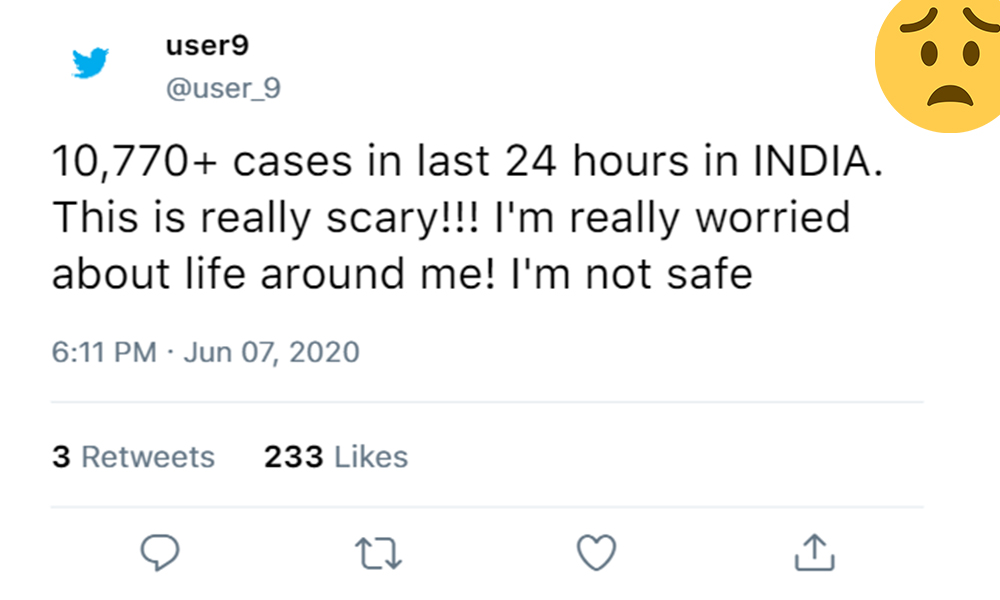 user9
@user_9
10,770+ cases in last 24 hours in INDIA.
This is really scary!!! I'm really worried
about life around me! I'm not safe
6:11 PM · Jun 07, 2020
3 Retweets 233 Likes